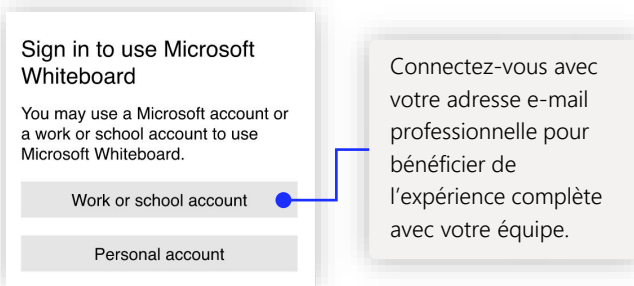 Sign in to use Microsoft
Whiteboard
You may use a Microsoft account or
a work or school account to use
Microsoft Whiteboard.
Work or school account
Personal account
Connectez-vous avec
votre adresse e-mail
professionnelle pour
bénéficier de
l’expérience complète
avec votre équipe.